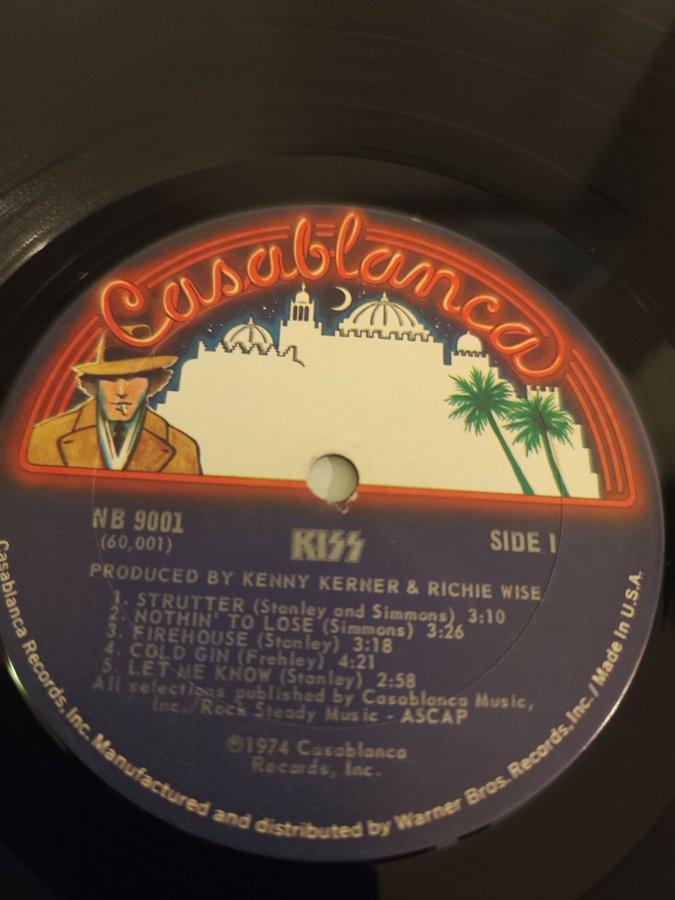 Casablanca
NB 9001
(60,001)
KISS
SIDE 1
PRODUCED BY KENNY KERNER & RICHIE WISE
1. STRUTTER (Stanley and Simmons) 3:10
2. NOTHIN' TO LOSE (Simmons) 3:26
3. FIREHOUSE (Stanley) 3:18
4. COLD GIN (Frehley) 4:21
5. LET ME KNOW (Stanley) 2:58
All selections published by Casablanca Music,
Inc./Rock Steady Music - ASCAP
℗1974 Casablanca
Records, Inc.
Casablanca Records, Inc. Manufactured and distributed by Warner Bros. Records, Inc. / Made In U.S.A.